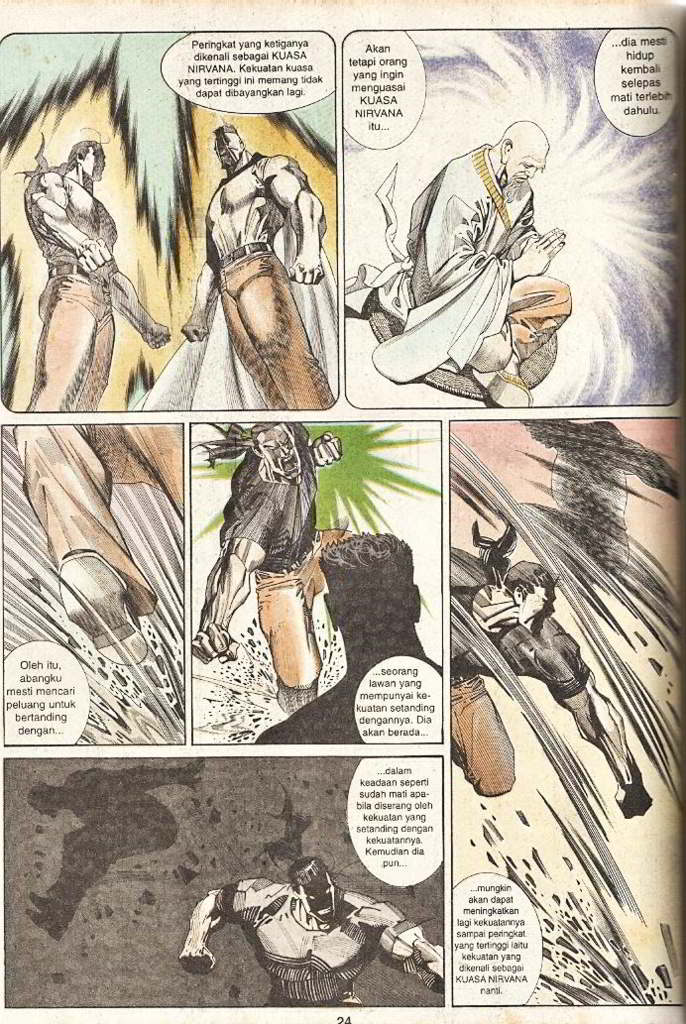 Peringkat yang ketiganya
dikenali sebagai KUASA
NIRVANA. Kekuatan kuasa
yang tertinggi ini memang tidak
dapat dibayangkan lagi.
Akan
tetapi orang
yang ingin
menguasai
KUASA
NIRVANA
itu...
...dia mesti
hidup
kembali
selepas
mati terlebih
dahulu.
Oleh itu,
abangku
mesti mencari
peluang untuk
bertanding
dengan...
...seorang
lawan yang
mempunyai ke-
kuatan setanding
dengannya. Dia
akan berada...
...dalam
keadaan seperti
sudah mati apa-
bila diserang oleh
kekuatan yang
setanding dengan
kekuatannya.
Kemudian dia
pun...
...mungkin
akan dapat
meningkatkan
lagi kekuatannya
sampai peringkat
yang tertinggi iaitu
kekuatan yang
dikenali sebagai
KUASA NIRVANA
nanti.
24